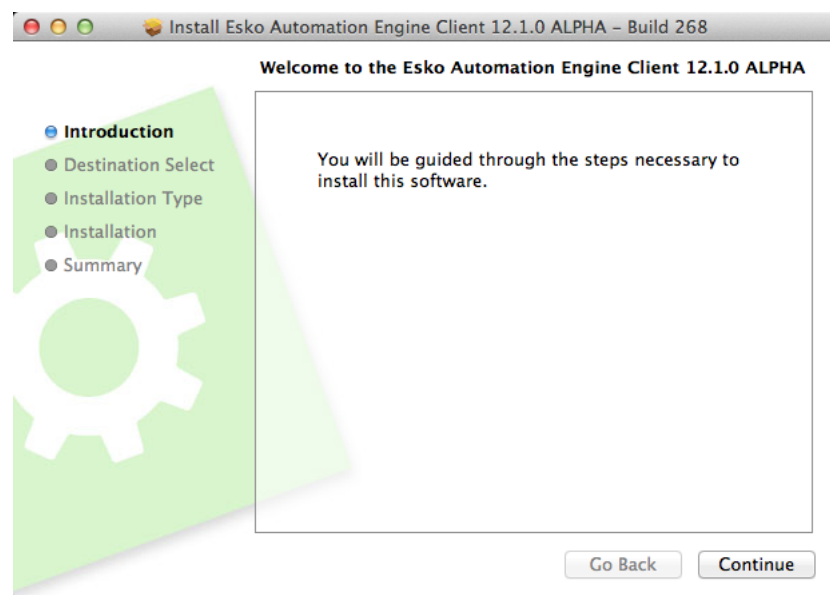 Install Esko Automation Engine Client 12.1.0 ALPHA – Build 268
Welcome to the Esko Automation Engine Client 12.1.0 ALPHA
Introduction
Destination Select
Installation Type
Installation
Summary
You will be guided through the steps necessary to
install this software.
Go Back
Continue